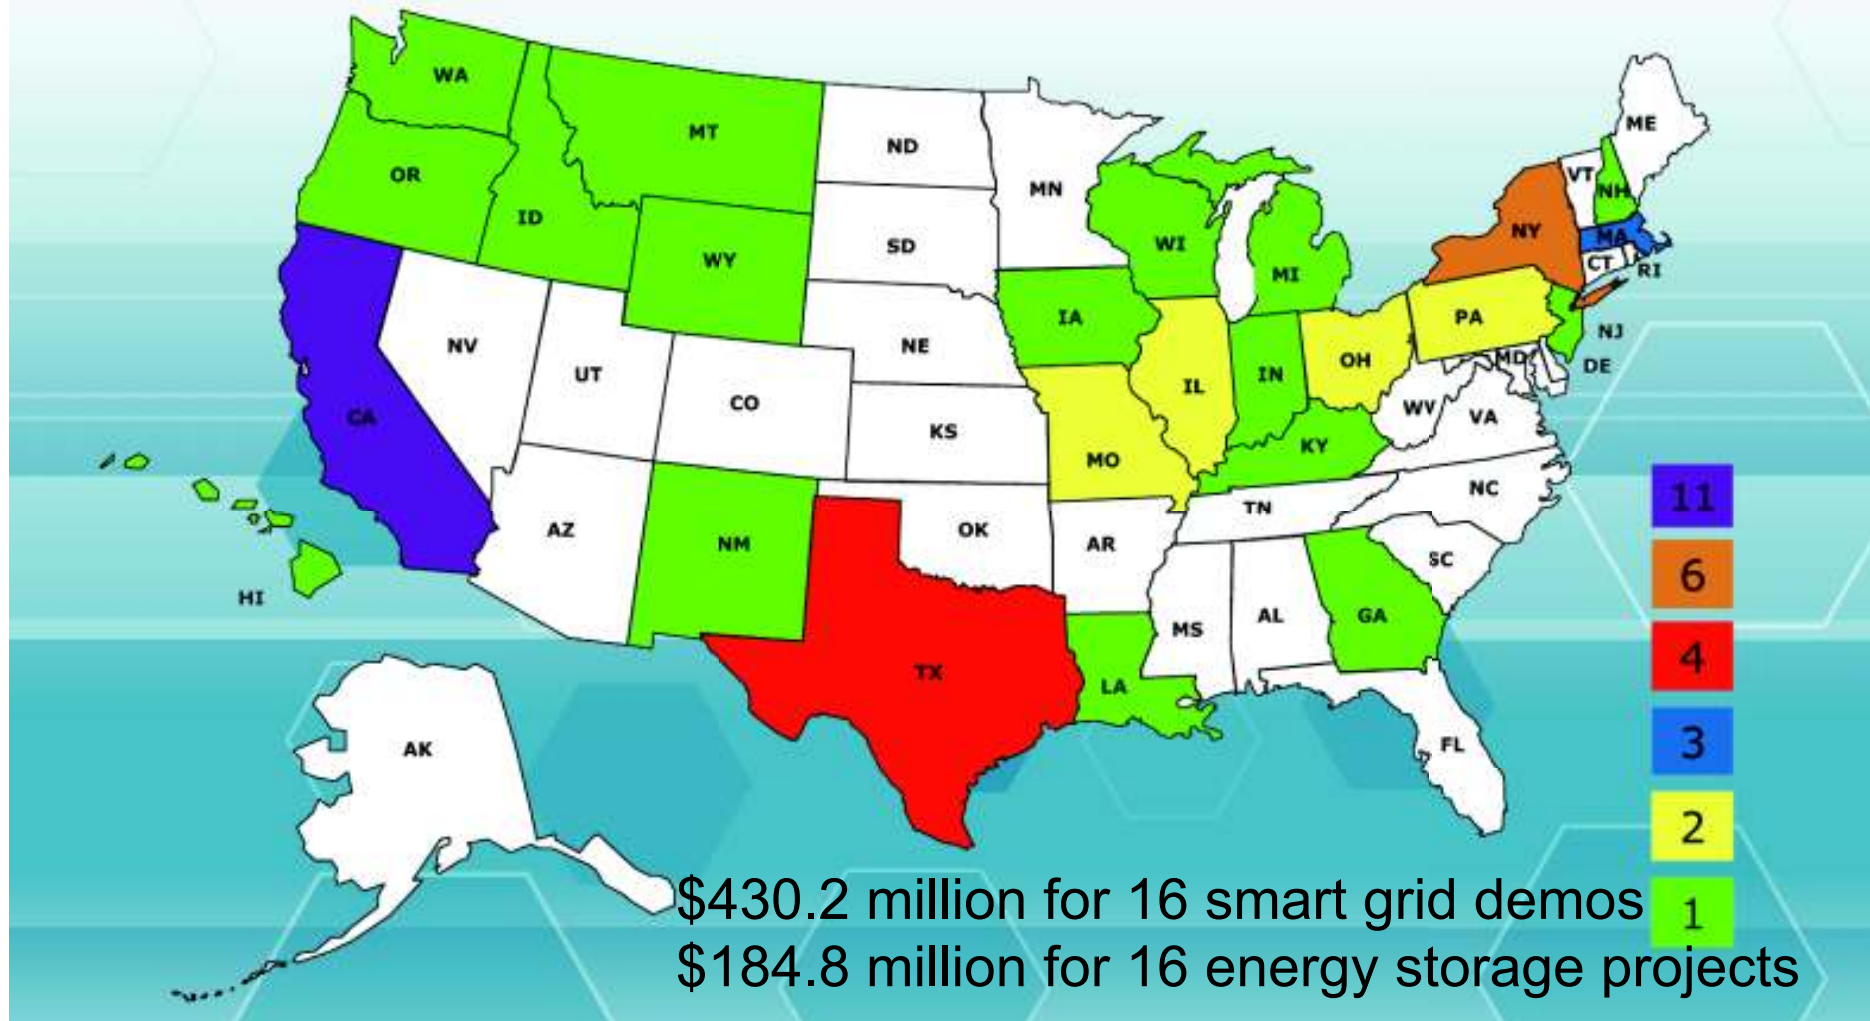 WA
MT
ND
MN
ME
VT
NH
OR
ID
WY
SD
WI
MI
NY
MA
CT
RI
IA
PA
NJ
NV
UT
CO
NE
IL
IN
OH
MD
DE
CA
KS
MO
KY
WV
VA
AZ
NM
OK
AR
TN
NC
SC
HI
TX
LA
MS
AL
GA
AK
FL
11
6
4
3
2
1
$430.2 million for 16 smart grid demos
$184.8 million for 16 energy storage projects